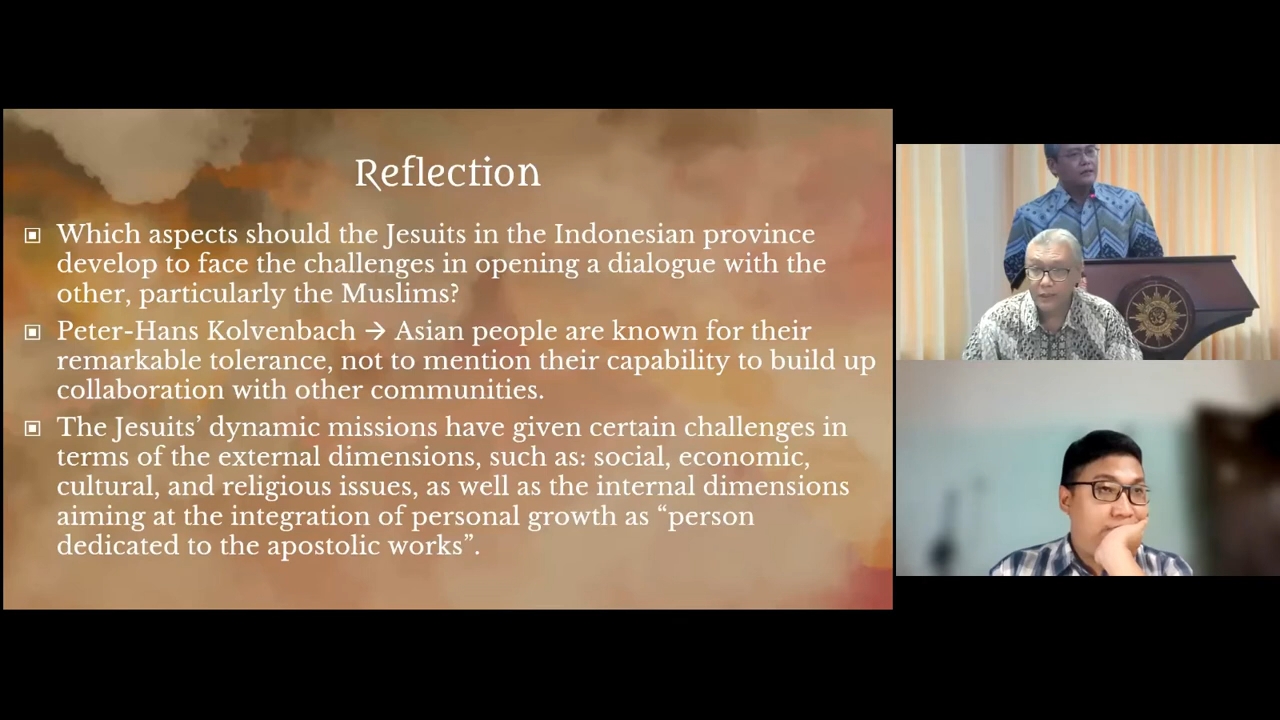 Reflection
Which aspects should the Jesuits in the Indonesian province
develop to face the challenges in opening a dialogue with the
other, particularly the Muslims?
Peter-Hans Kolvenbach → Asian people are known for their
remarkable tolerance, not to mention their capability to build up
collaboration with other communities.
The Jesuits’ dynamic missions have given certain challenges in
terms of the external dimensions, such as: social, economic,
cultural, and religious issues, as well as the internal dimensions
aiming at the integration of personal growth as “person
dedicated to the apostolic works”.